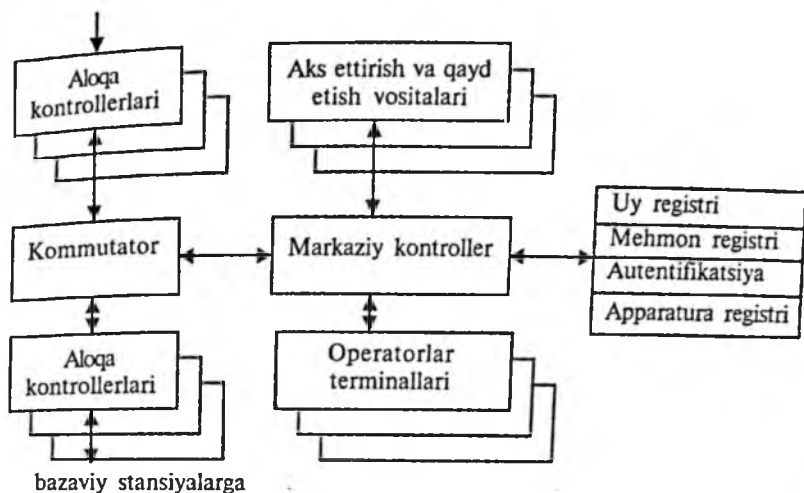 Aloqa
kontrollerlari
Aks ettirish va qayd
etish vositalari
Kommutator
Markaziy kontroller
Uy registri
Mehmon registri
Autentifikatsiya
Apparatura registri
Aloqa
kontrollerlari
Operatorlar
terminallari
bazaviy stansiyalarga